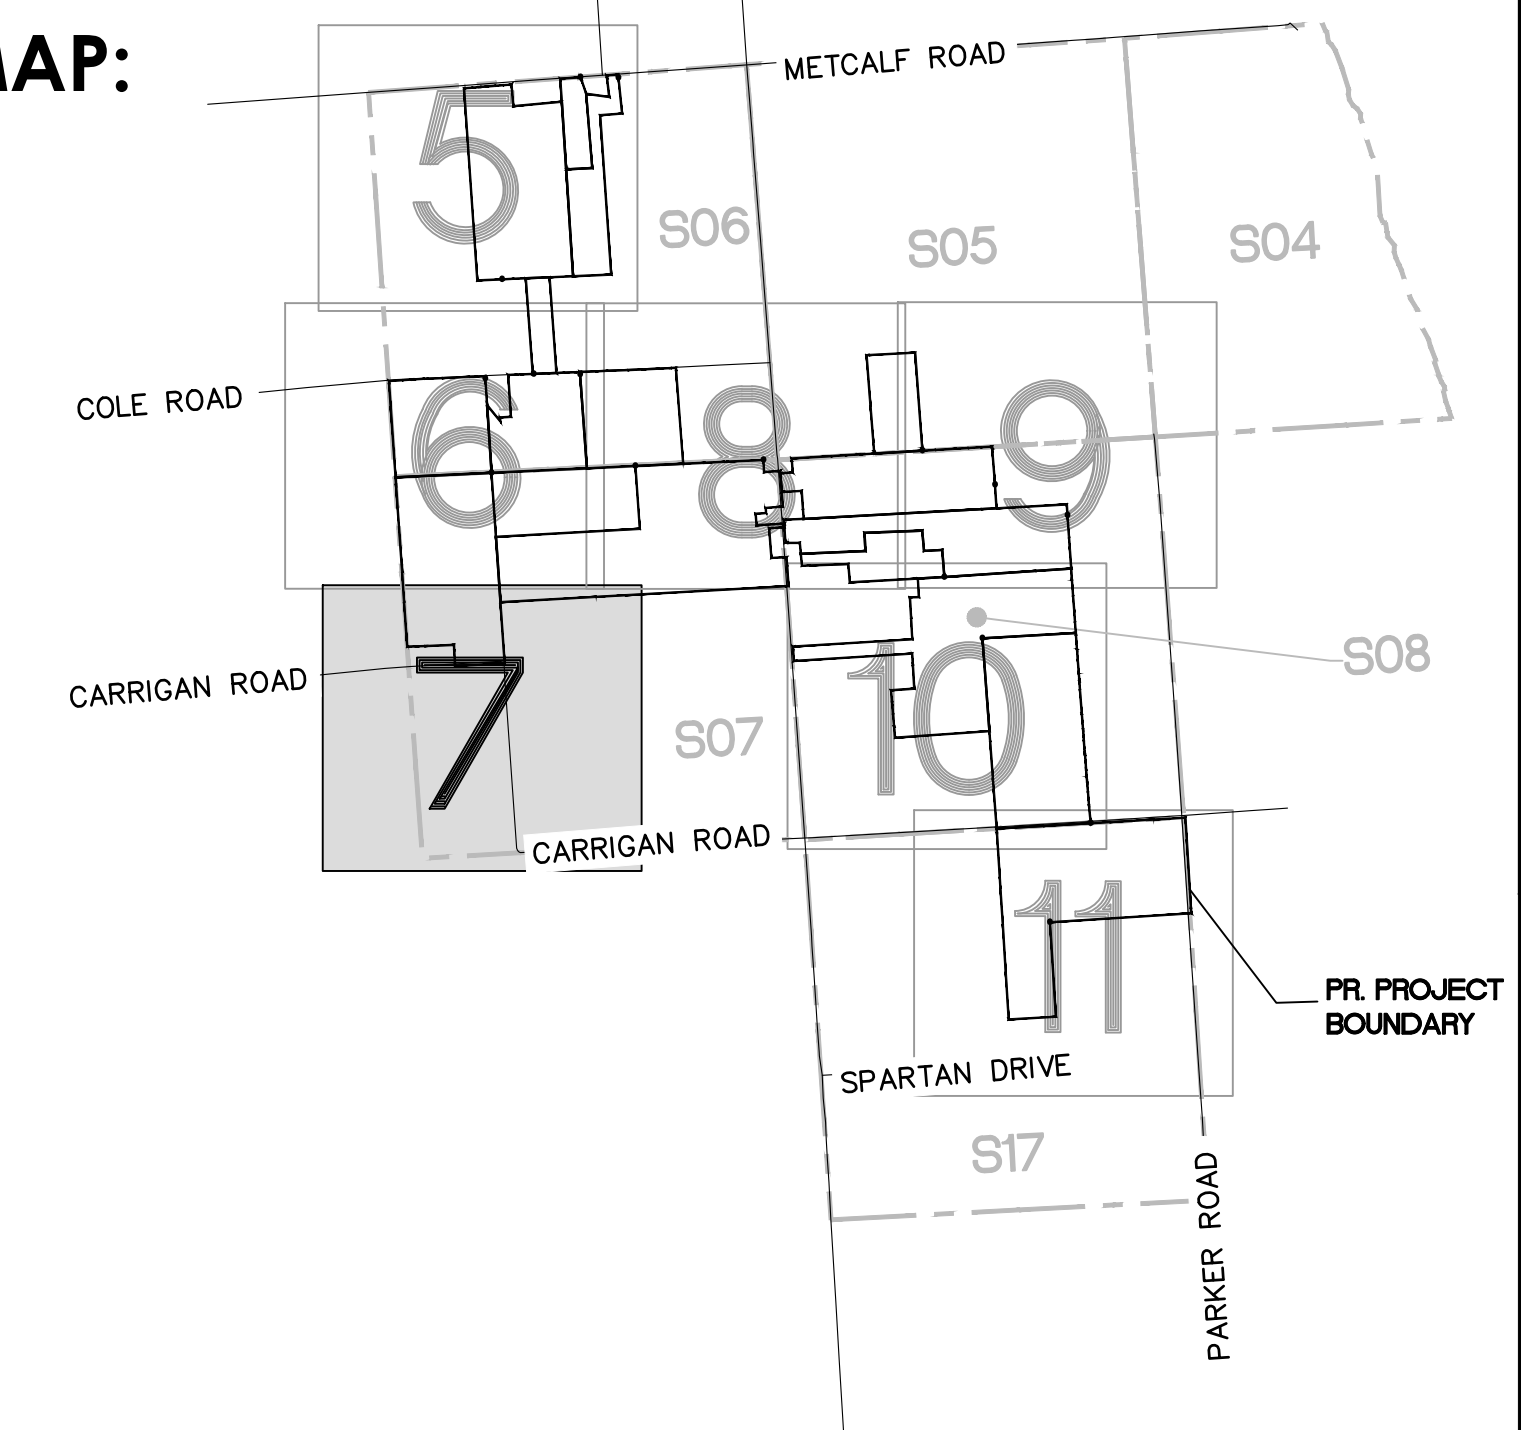 MAP:
METCALF ROAD
5
S06
S05
S04
COLE ROAD
6
8
9
CARRIGAN ROAD
7
S07
10
S08
CARRIGAN ROAD
11
PR. PROJECT
BOUNDARY
SPARTAN DRIVE
S17
PARKER ROAD